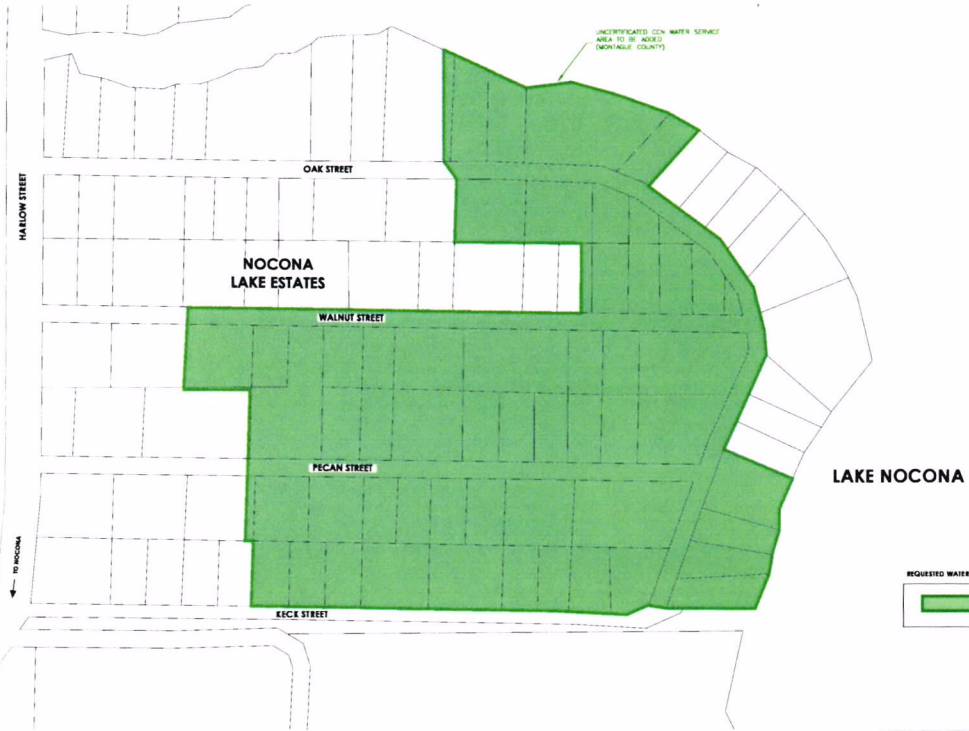 UNCERTIFICATED CCN WATER SERVICE
AREA TO BE ADDED
(MONTAGUE COUNTY)
OAK STREET
HARLOW STREET
NOCONA
LAKE ESTATES
WALNUT STREET
PECAN STREET
LAKE NOCONA
TO NOCONA
REQUESTED WATER
KECK STREET